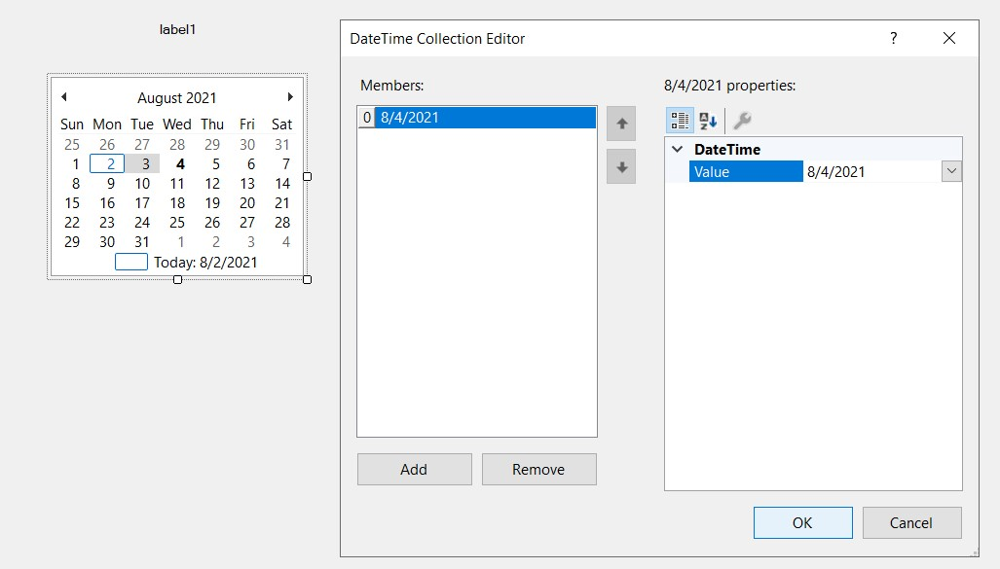 label1
August 2021
Sun Mon Tue Wed Thu Fri Sat
25 26 27 28 29 30 31
1 2 3 4 5 6 7
8 9 10 11 12 13 14
15 16 17 18 19 20 21
22 23 24 25 26 27 28
29 30 31 1 2 3 4
Today: 8/2/2021
DateTime Collection Editor ?
Members:
0 8/4/2021
Add Remove
8/4/2021 properties:
A Z
DateTime
Value 8/4/2021
OK Cancel